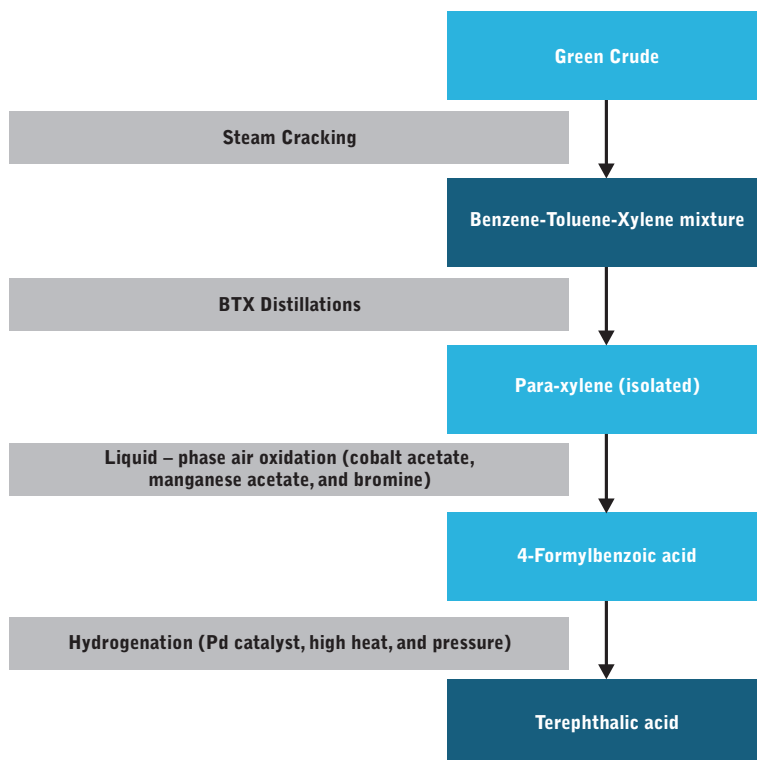 Green Crude
Steam Cracking
Benzene-Toluene-Xylene mixture
BTX Distillations
Para-xylene (isolated)
Liquid – phase air oxidation (cobalt acetate,
manganese acetate, and bromine)
4-Formylbenzoic acid
Hydrogenation (Pd catalyst, high heat, and pressure)
Terephthalic acid